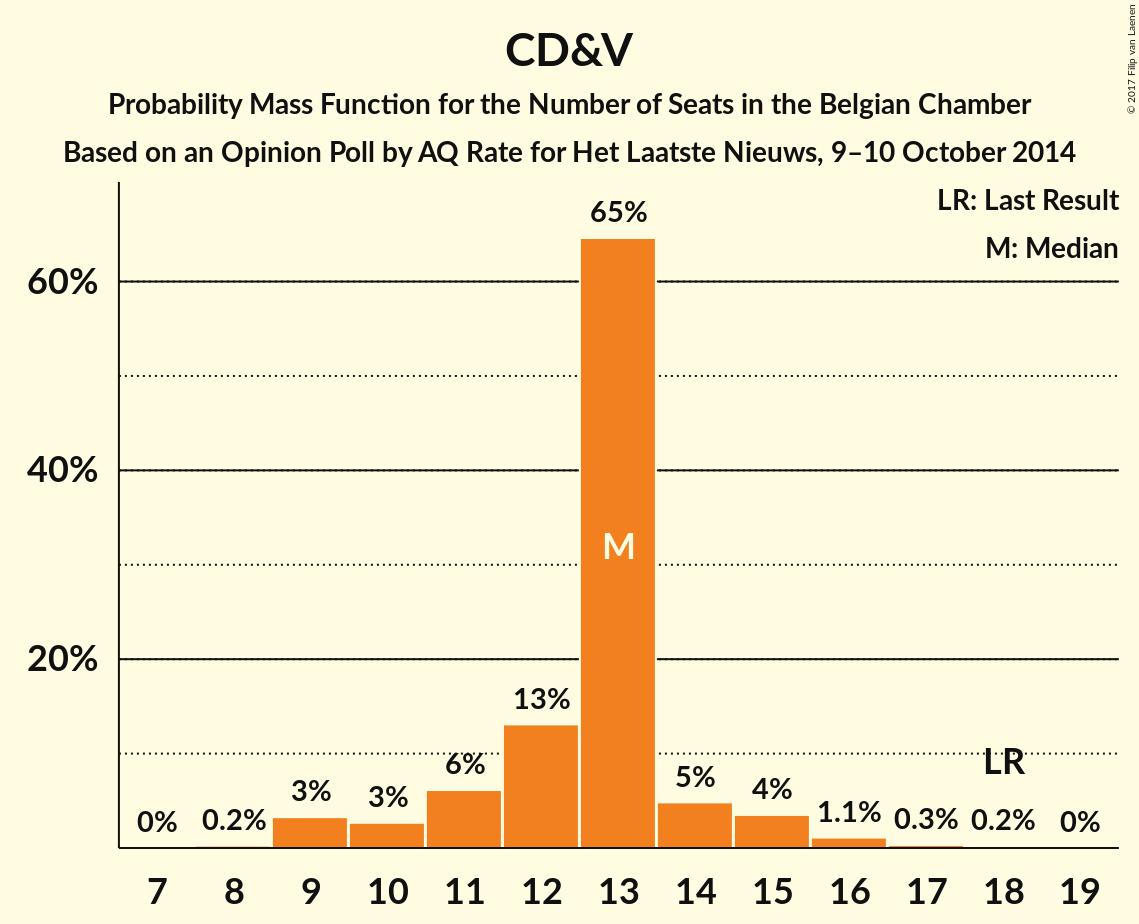 CD&V
Probability Mass Function for the Number of Seats in the Belgian Chamber
Based on an Opinion Poll by AQ Rate for Het Laatste Nieuws, 9–10 October 2014
© 2017 Filip van Laenen
LR: Last Result
M: Median
60%
40%
20%
0% 0.2% 3% 3% 6% 13% 65% 5% 4% 1.1% 0.3% 0.2% 0%
M
LR
7 8 9 10 11 12 13 14 15 16 17 18 19